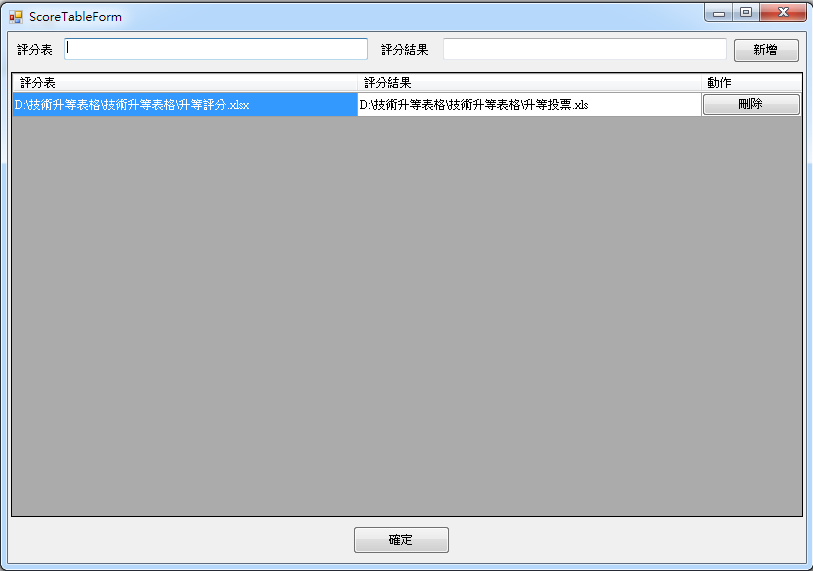 ScoreTableForm
評分表 評分結果 新增
評分表 評分結果 動作
D:\技術升等表格\技術升等表格\升等評分.xlsx D:\技術升等表格\技術升等表格\升等投票.xls 刪除
確定